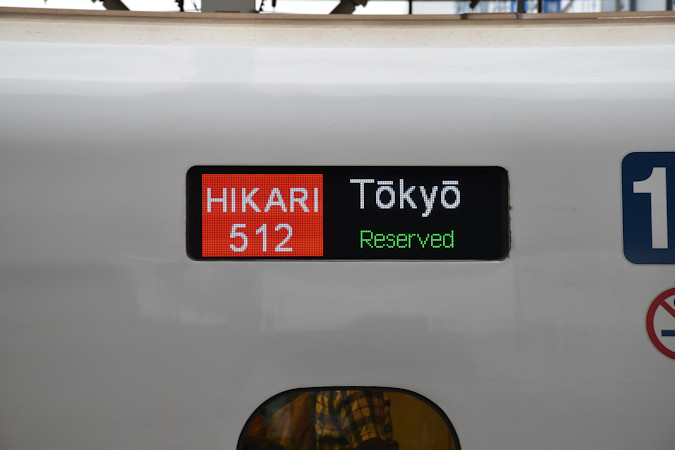 HIKARI
512
Tōkyō
Reserved
1